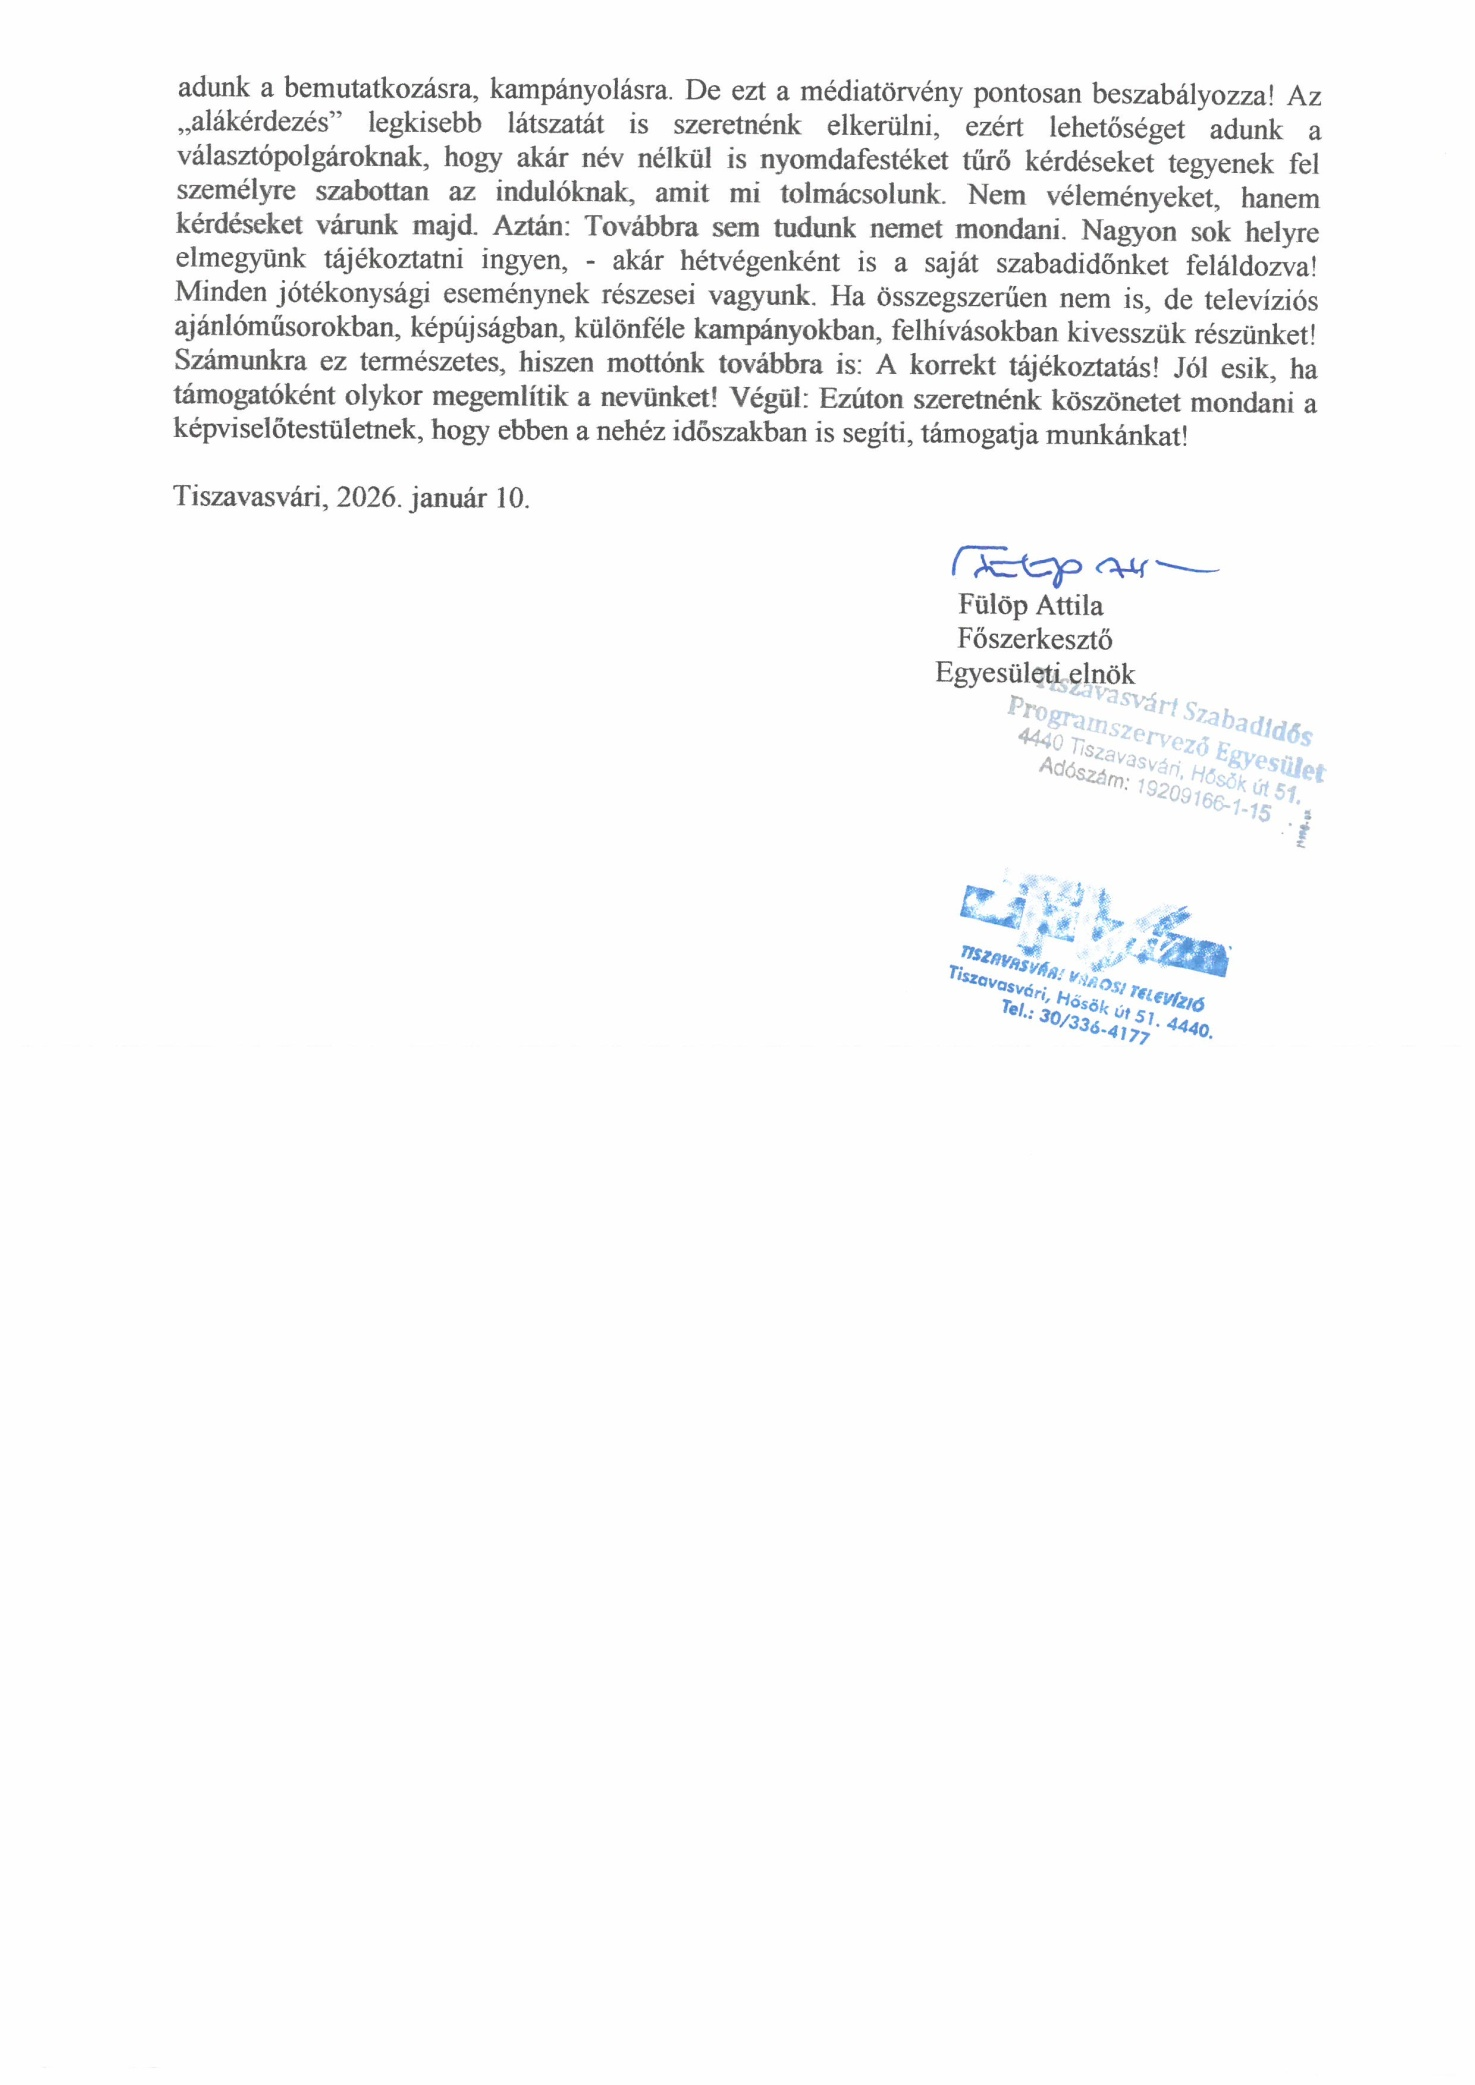 adunk a bemutatkozásra, kampányolásra. De ezt a médiatörvény pontosan beszabályozza! Az
„alákérdezés” legkisebb látszatát is szeretnénk elkerülni, ezért lehetőséget adunk a
választópolgároknak, hogy akár név nélkül is nyomdafestéket tűrő kérdéseket tegyenek fel
személyre szabottan az indulóknak, amit mi tolmácsolunk. Nem véleményeket, hanem
kérdéseket várunk majd. Aztán: Továbbra sem tudunk nemet mondani. Nagyon sok helyre
elmegyünk tájékoztatni ingyen, - akár hétvégenként is a saját szabadidőnket feláldozva!
Minden jótékonysági eseménynek részesei vagyunk. Ha összegszerűen nem is, de televíziós
ajánlóműsorokban, képújságban, különféle kampányokban, felhívásokban kivesszük részünket!
Számunkra ez természetes, hiszen mottónk továbbra is: A korrekt tájékoztatás! Jól esik, ha
támogatóként olykor megemlítik a nevünket! Végül: Ezúton szeretnénk köszönetet mondani a
képviselőtestületnek, hogy ebben a nehéz időszakban is segíti, támogatja munkánkat!
Tiszavasvári, 2026. január 10.
Fülöp Attila
Főszerkesztő
Egyesületi elnök
Tiszavasvári Szabadidős
Programszervező Egyesület
4440 Tiszavasvári, Hősök út 51.
Adószám: 19209166-1-15
TISZAVASVÁRI VÁROSI TELEVÍZIÓ
Tiszavasvári, Hősök út 51. 4440.
Tel.: 30/336-4177